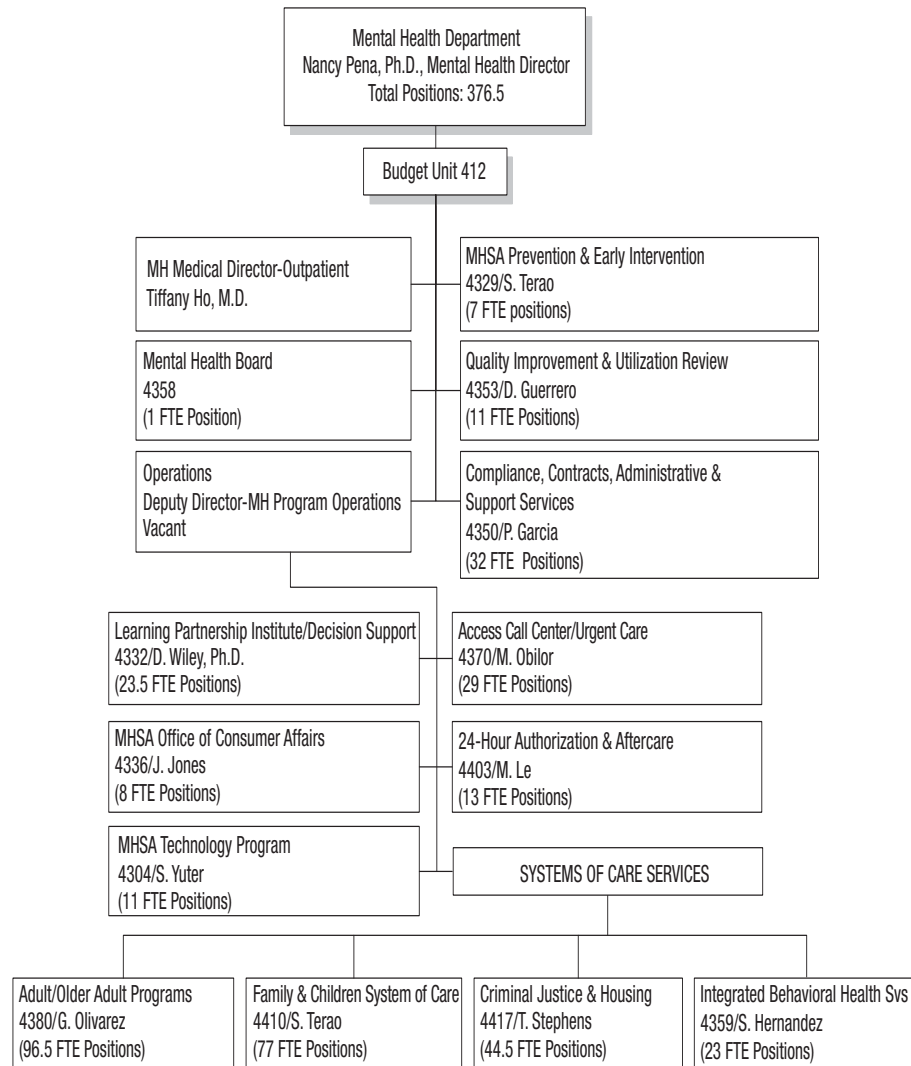 Mental Health Department
Nancy Pena, Ph.D., Mental Health Director
Total Positions: 376.5
Budget Unit 412
MH Medical Director-Outpatient
Tiffany Ho, M.D.
MHSA Prevention & Early Intervention
4329/S. Terao
(7 FTE positions)
Mental Health Board
4358
(1 FTE Position)
Quality Improvement & Utilization Review
4353/D. Guerrero
(11 FTE Positions)
Operations
Deputy Director-MH Program Operations
Vacant
Compliance, Contracts, Administrative &
Support Services
4350/P. Garcia
(32 FTE Positions)
Learning Partnership Institute/Decision Support
4332/D. Wiley, Ph.D.
(23.5 FTE Positions)
Access Call Center/Urgent Care
4370/M. Obilor
(29 FTE Positions)
MHSA Office of Consumer Affairs
4336/J. Jones
(8 FTE Positions)
24-Hour Authorization & Aftercare
4403/M. Le
(13 FTE Positions)
MHSA Technology Program
4304/S. Yuter
(11 FTE Positions)
SYSTEMS OF CARE SERVICES
Adult/Older Adult Programs
4380/G. Olivarez
(96.5 FTE Positions)
Family & Children System of Care
4410/S. Terao
(77 FTE Positions)
Criminal Justice & Housing
4417/T. Stephens
(44.5 FTE Positions)
Integrated Behavioral Health Svs
4359/S. Hernandez
(23 FTE Positions)